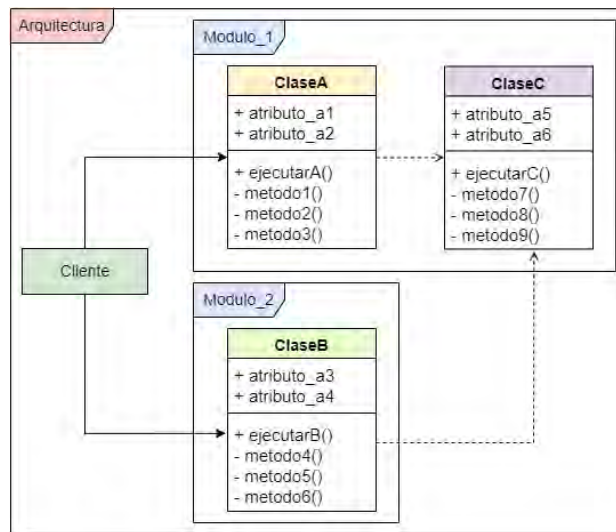 Arquitectura
Modulo_1
ClaseA
+ atributo_a1
+ atributo_a2
+ ejecutarA()
- metodo1()
- metodo2()
- metodo3()
ClaseC
+ atributo_a5
+ atributo_a6
+ ejecutarC()
- metodo7()
- metodo8()
- metodo9()
Cliente
Modulo_2
ClaseB
+ atributo_a3
+ atributo_a4
+ ejecutarB()
- metodo4()
- metodo5()
- metodo6()